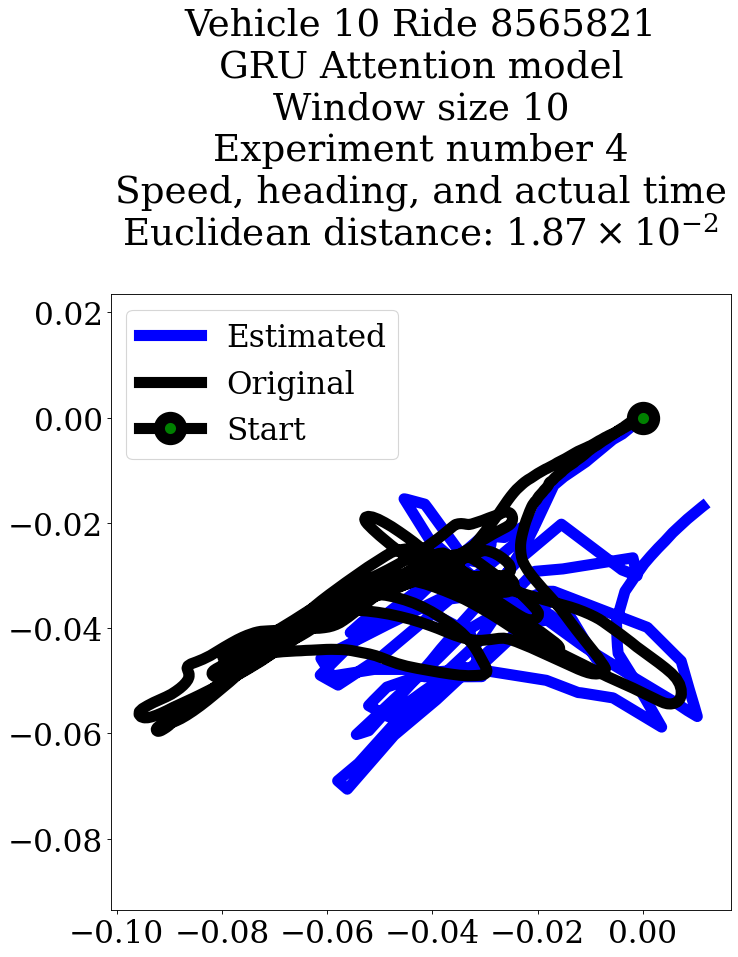 Vehicle 10 Ride 8565821
GRU Attention model
Window size 10
Experiment number 4
Speed, heading, and actual time
Euclidean distance: 1.87 × 10⁻²
Estimated
Original
Start
0.02
0.00
−0.02
−0.04
−0.06
−0.08
−0.10 −0.08 −0.06 −0.04 −0.02 0.00